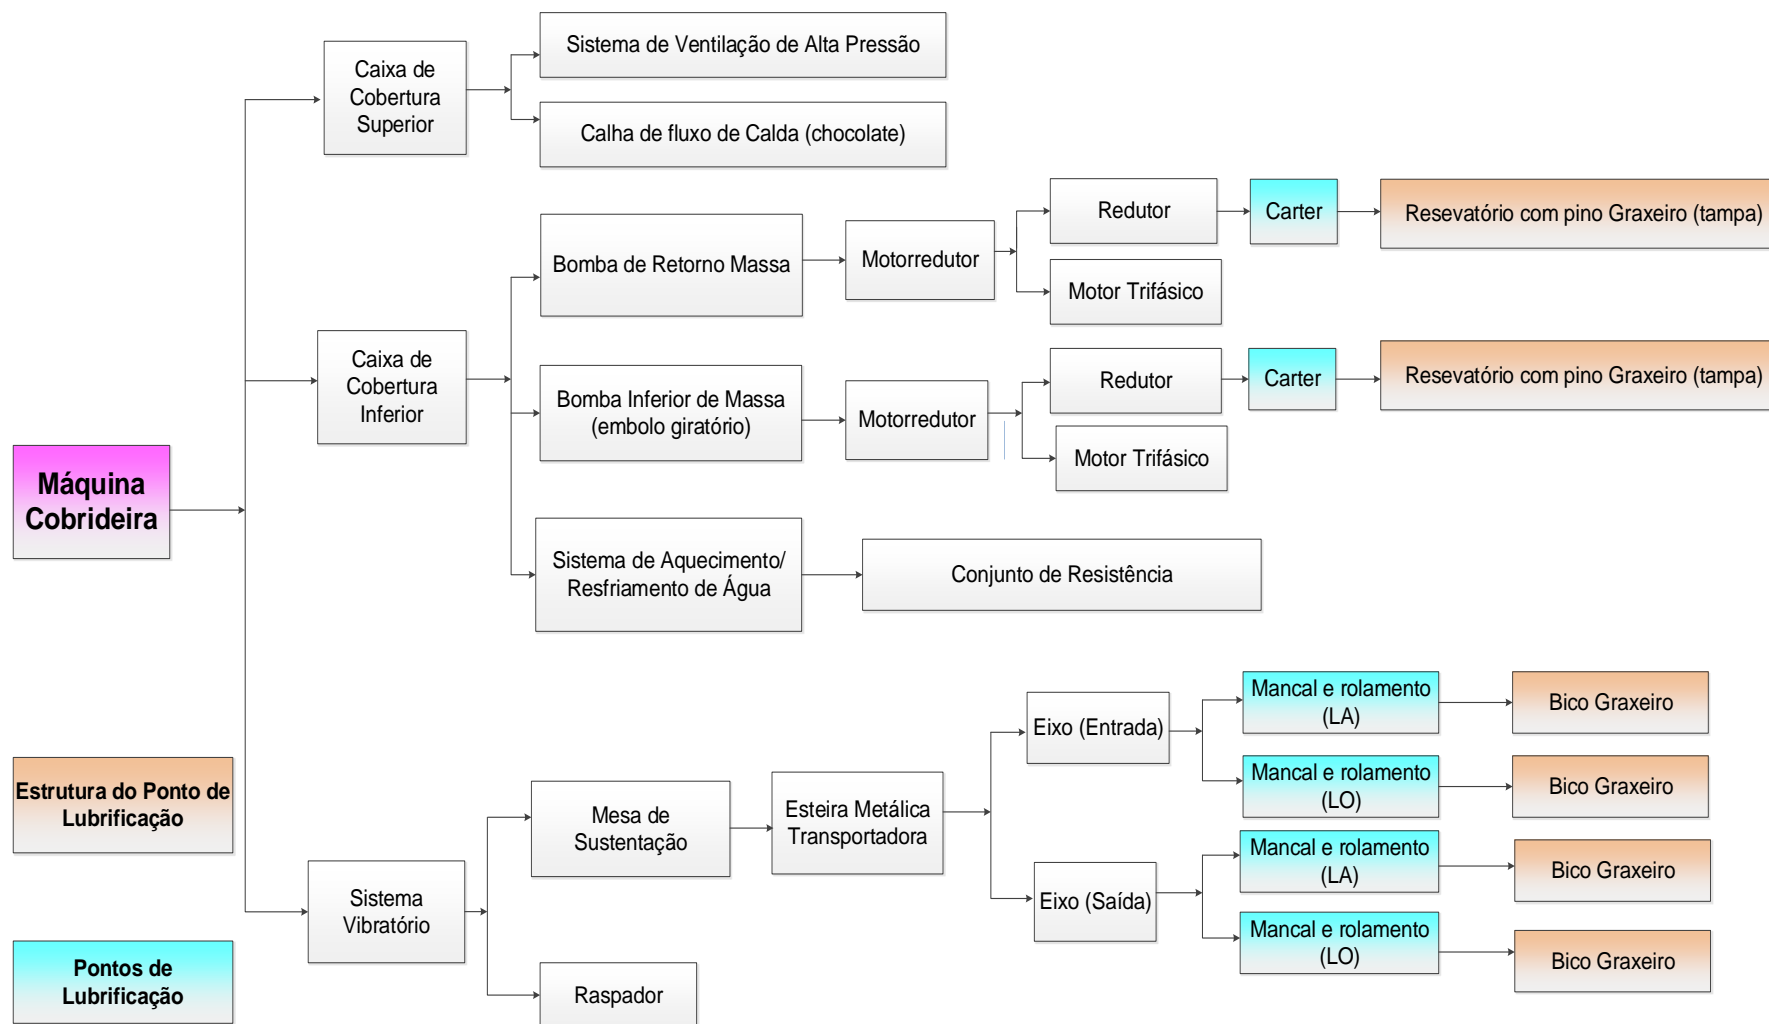 Sistema de Ventilação de Alta Pressão
Caixa de
Cobertura
Superior
Calha de fluxo de Calda (chocolate)
Bomba de Retorno Massa
Motorredutor
Redutor
Carter
Resevatório com pino Graxeiro (tampa)
Motor Trifásico
Caixa de
Cobertura
Inferior
Bomba Inferior de Massa
(embolo giratório)
Motorredutor
Redutor
Carter
Resevatório com pino Graxeiro (tampa)
Motor Trifásico
Máquina
Cobrideira
Sistema de Aquecimento/
Resfriamento de Água
Conjunto de Resistência
Eixo (Entrada)
Mancal e rolamento
(LA)
Bico Graxeiro
Mancal e rolamento
(LO)
Bico Graxeiro
Estrutura do Ponto de
Lubrificação
Mesa de
Sustentação
Esteira Metálica
Transportadora
Mancal e rolamento
(LA)
Bico Graxeiro
Eixo (Saída)
Mancal e rolamento
(LO)
Bico Graxeiro
Sistema
Vibratório
Pontos de
Lubrificação
Raspador